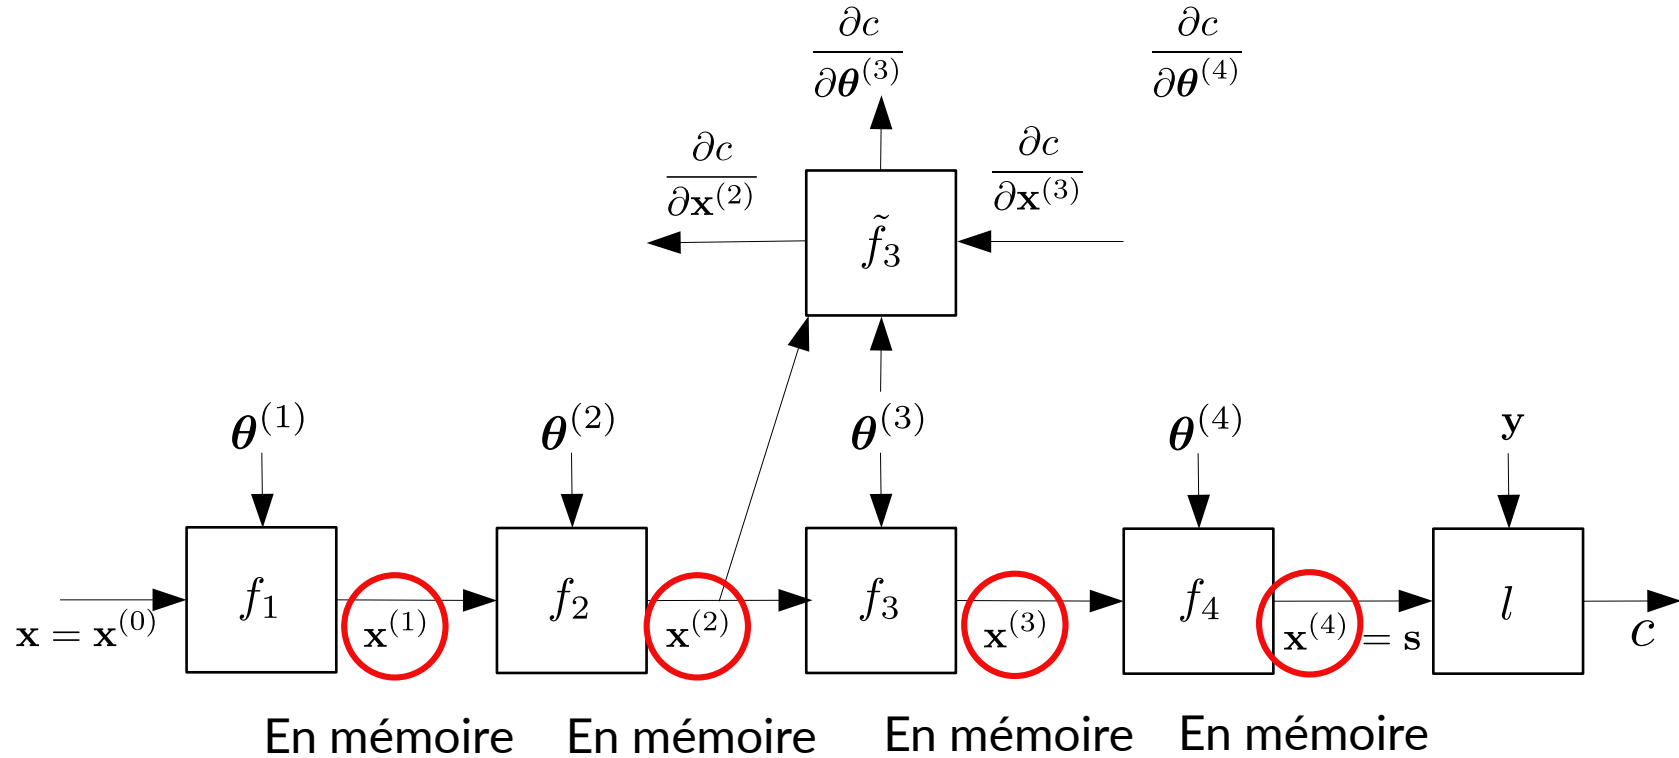 ∂c/∂𝛉⁽³⁾ ∂c/∂𝛉⁽⁴⁾
∂c/∂𝐱⁽²⁾ f̃₃ ∂c/∂𝐱⁽³⁾
𝛉⁽¹⁾ 𝛉⁽²⁾ 𝛉⁽³⁾ 𝛉⁽⁴⁾ 𝐲
f₁ f₂ f₃ f₄ l
𝐱 = 𝐱⁽⁰⁾ 𝐱⁽¹⁾ 𝐱⁽²⁾ 𝐱⁽³⁾ 𝐱⁽⁴⁾ = 𝐬 c
En mémoire En mémoire En mémoire En mémoire